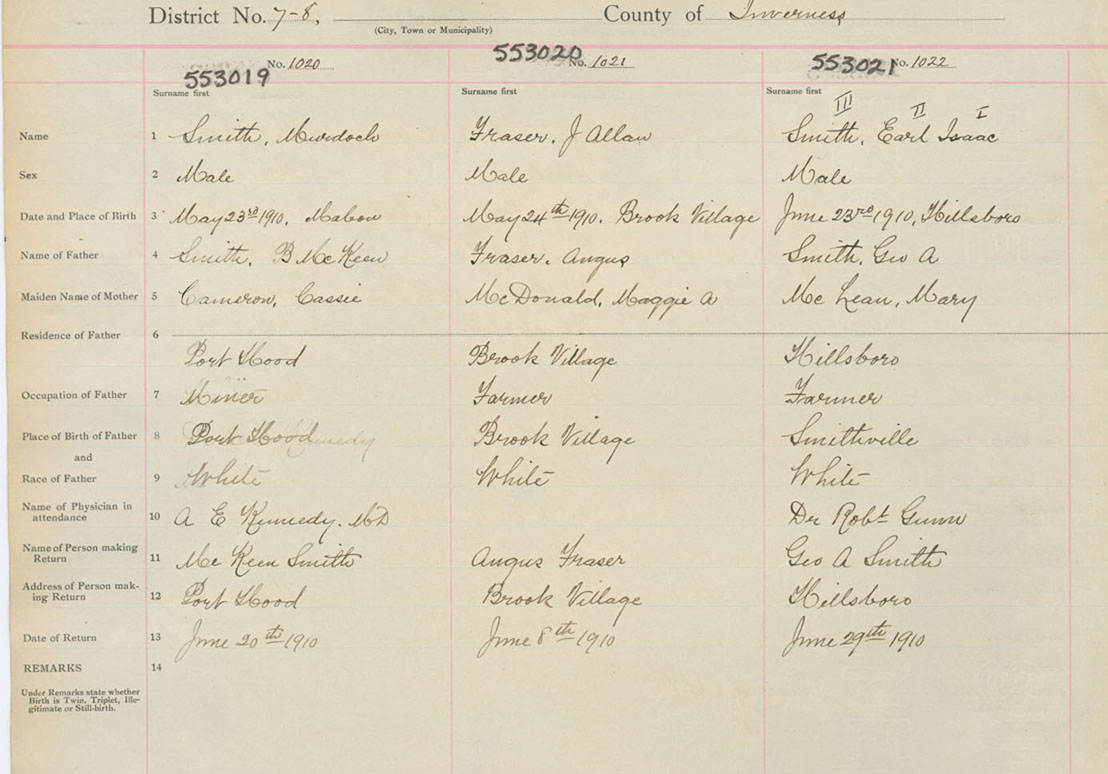 District No. 7-8, County of Inverness
(City, Town or Municipality)
553019 No. 1020 553020 No. 1021 553021 No. 1022
Surname first Surname first Surname first
III II I
Name 1 Smith, Murdoch Fraser, J Allan Smith, Earl Isaac
Sex 2 Male Male Male
Date and Place of Birth 3 May 23rd 1910, Mabou May 24th 1910. Brook Village June 23rd 1910, Hillsboro
Name of Father 4 Smith, B McKeen Fraser, Angus Smith, Geo A
Maiden Name of Mother 5 Cameron, Cassie McDonald, Maggie A McLean, Mary
Residence of Father 6
Port Hood Brook Village Hillsboro
Occupation of Father 7 Miner Farmer Farmer
Place of Birth of Father 8 Port Hood Brook Village Smithville
and
Race of Father 9 White White White
Name of Physician in
attendance 10 A E Kennedy. MD Dr Robt Gunn
Name of Person making
Return 11 McKeen Smith Angus Fraser Geo A Smith
Address of Person mak-
ing Return 12 Port Hood Brook Village Hillsboro
Date of Return 13 June 20th 1910 June 8th 1910 June 29th 1910
REMARKS 14
Under Remarks state whether
Birth is Twin, Triplet, Ille-
gitimate or Still-birth.